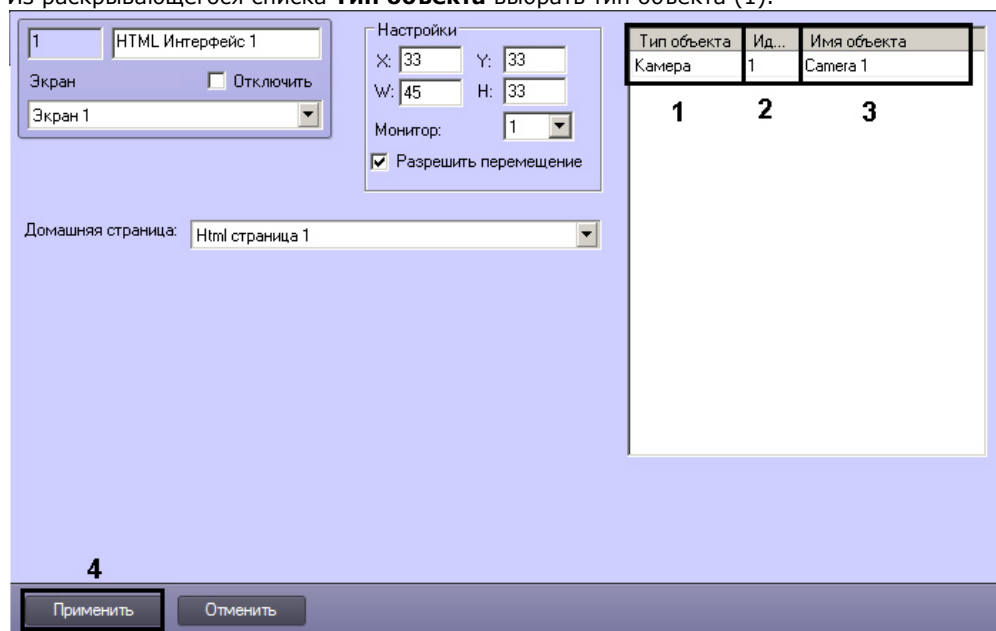 Из раскрывающегося списка Тип объекта выбрать тип объекта (1).
1 HTML Интерфейс 1
Экран Отключить
Экран 1
Настройки
X: 33 Y: 33
W: 45 H: 33
Монитор: 1
Разрешить перемещение
Тип объекта Ид... Имя объекта
Камера 1 Camera 1
1 2 3
Домашняя страница: Html страница 1
4
Применить Отменить